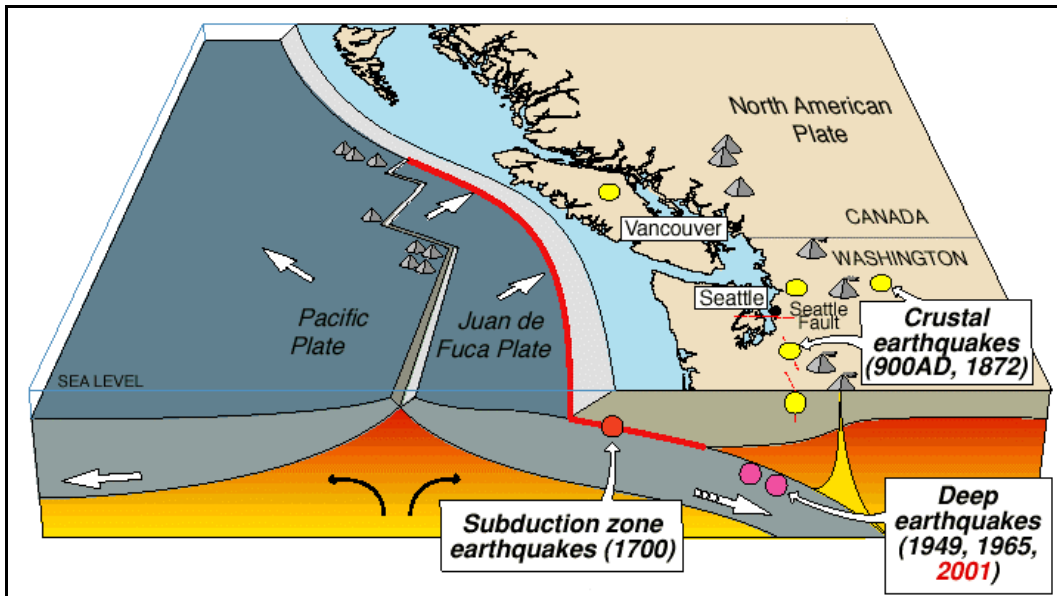 North American
Plate
CANADA
Vancouver
WASHINGTON
Seattle
Seattle
Fault
Crustal
earthquakes
(900AD, 1872)
Pacific
Plate
Juan de
Fuca Plate
SEA LEVEL
Subduction zone
earthquakes (1700)
Deep
earthquakes
(1949, 1965,
2001)